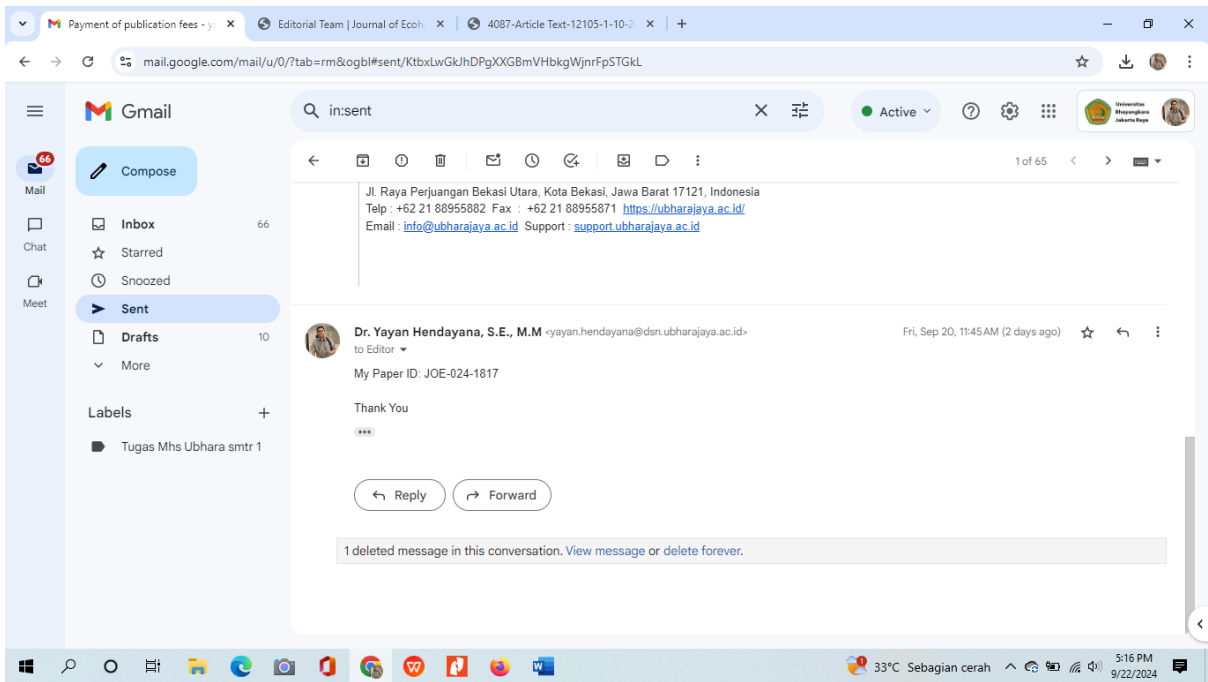 Payment of publication fees - y
Editorial Team | Journal of Ecoh
4087-Article Text-12105-1-10-2
mail.google.com/mail/u/0/?tab=rm&ogbl#sent/KtbxLwGkJhDPgXXGBmVHbkgWjnrFpSTGkL
Gmail
in:sent
Active
Universitas
Bhayangkara
Jakarta Raya
66
Mail
Chat
Meet
Compose
Inbox 66
Starred
Snoozed
Sent
Drafts 10
More
Labels
Tugas Mhs Ubhara smtr 1
1 of 65
Jl. Raya Perjuangan Bekasi Utara, Kota Bekasi, Jawa Barat 17121, Indonesia
Telp : +62 21 88955882 Fax : +62 21 88955871 https://ubharajaya.ac.id/
Email : info@ubharajaya.ac.id Support : support.ubharajaya.ac.id
Dr. Yayan Hendayana, S.E., M.M <yayan.hendayana@dsn.ubharajaya.ac.id> Fri, Sep 20, 11:45 AM (2 days ago)
to Editor
My Paper ID: JOE-024-1817
Thank You
Reply
Forward
1 deleted message in this conversation. View message or delete forever.
33°C Sebagian cerah
5:16 PM
9/22/2024